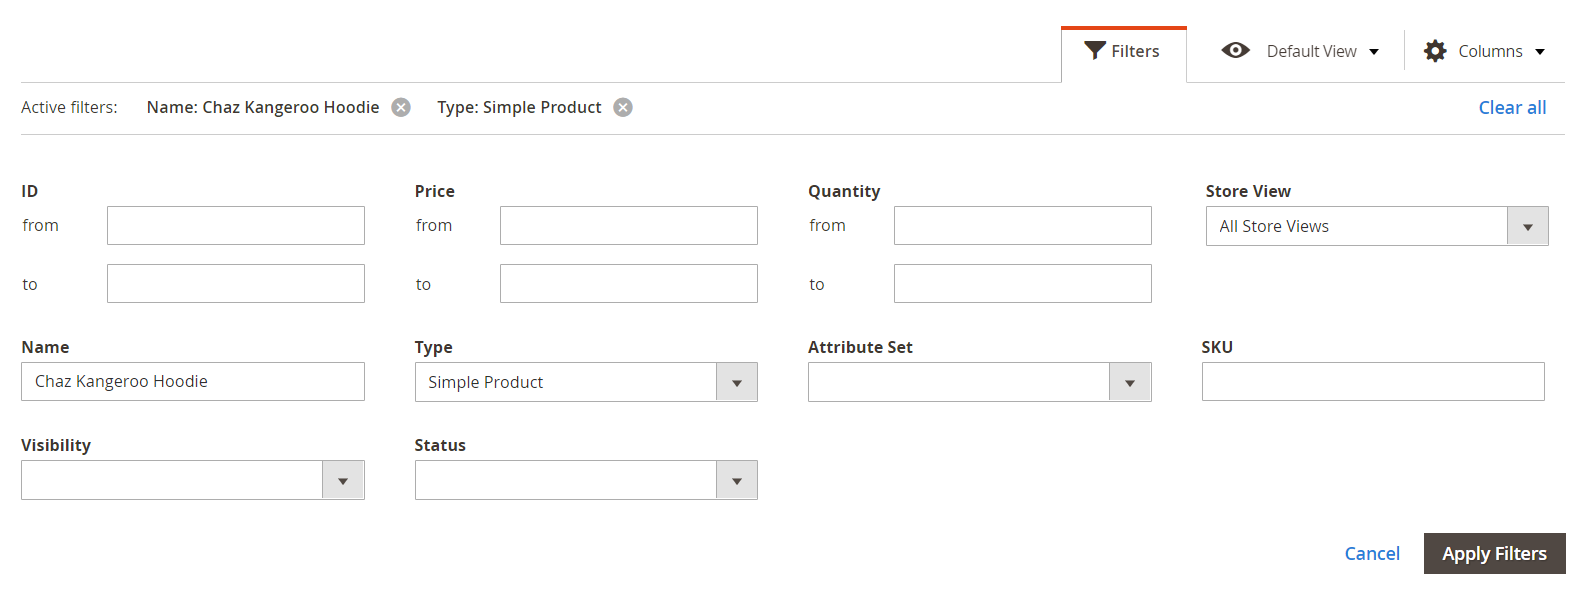 Filters Default View Columns
Active filters: Name: Chaz Kangeroo Hoodie Type: Simple Product Clear all
ID Price Quantity Store View
from from from All Store Views
to to to
Name Type Attribute Set SKU
Chaz Kangeroo Hoodie Simple Product
Visibility Status
Cancel Apply Filters